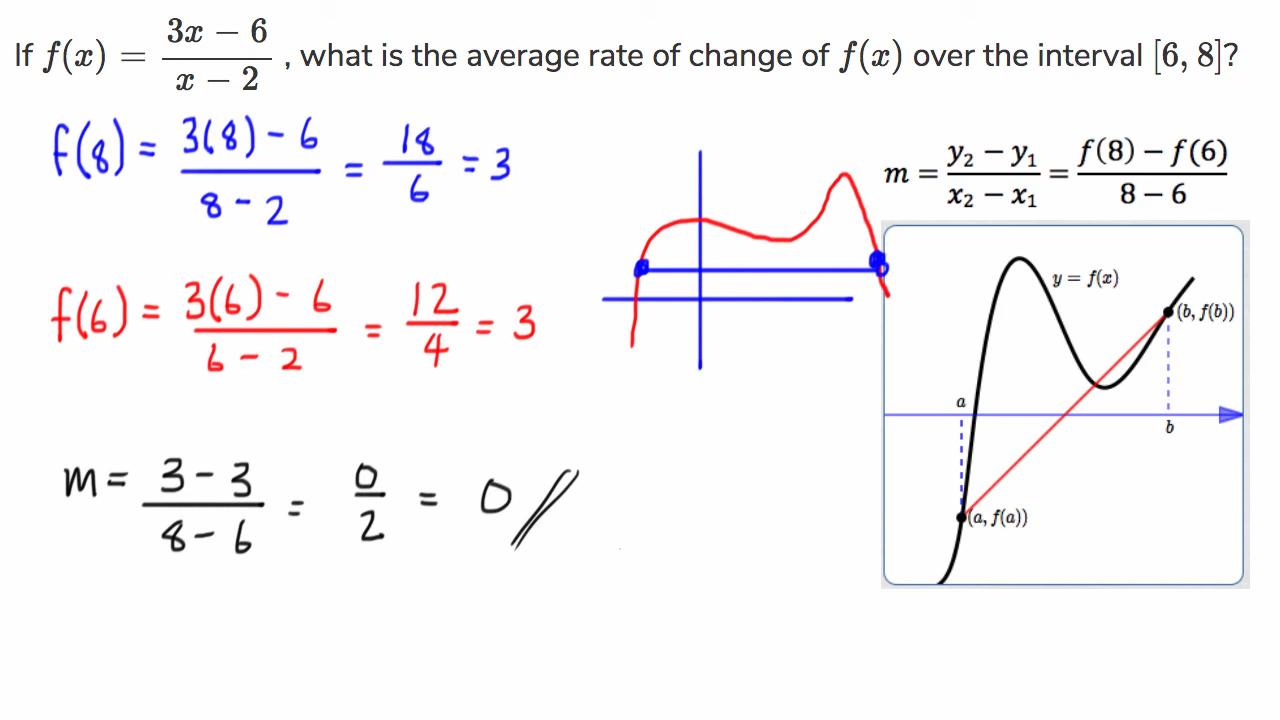 If f(x) = (3x − 6)/(x − 2), what is the average rate of change of f(x) over the interval [6, 8]?
f(8) = (3(8) - 6)/(8 - 2) = 18/6 = 3
m = (y₂ − y₁)/(x₂ − x₁) = (f(8) − f(6))/(8 − 6)
f(6) = (3(6) - 6)/(6 - 2) = 12/4 = 3
y = f(x)
(b, f(b))
a
b
(a, f(a))
m = (3 - 3)/(8 - 6) = 0/2 = 0